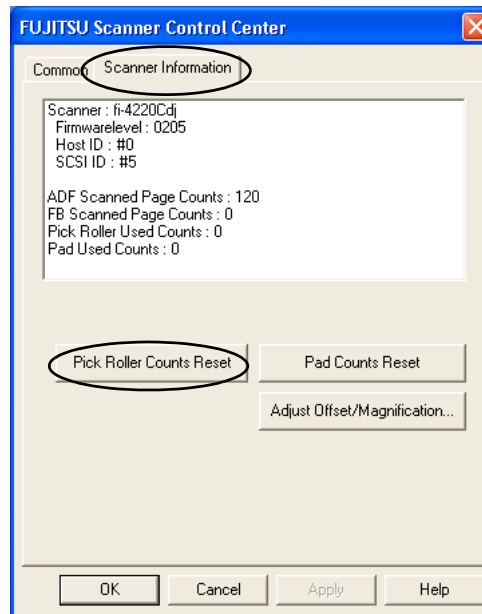 FUJITSU Scanner Control Center
Common Scanner Information
Scanner : fi-4220Cdj
Firmwarelevel : 0205
Host ID : #0
SCSI ID : #5
ADF Scanned Page Counts : 120
FB Scanned Page Counts : 0
Pick Roller Used Counts : 0
Pad Used Counts : 0
Pick Roller Counts Reset Pad Counts Reset
Adjust Offset/Magnification...
OK Cancel Apply Help